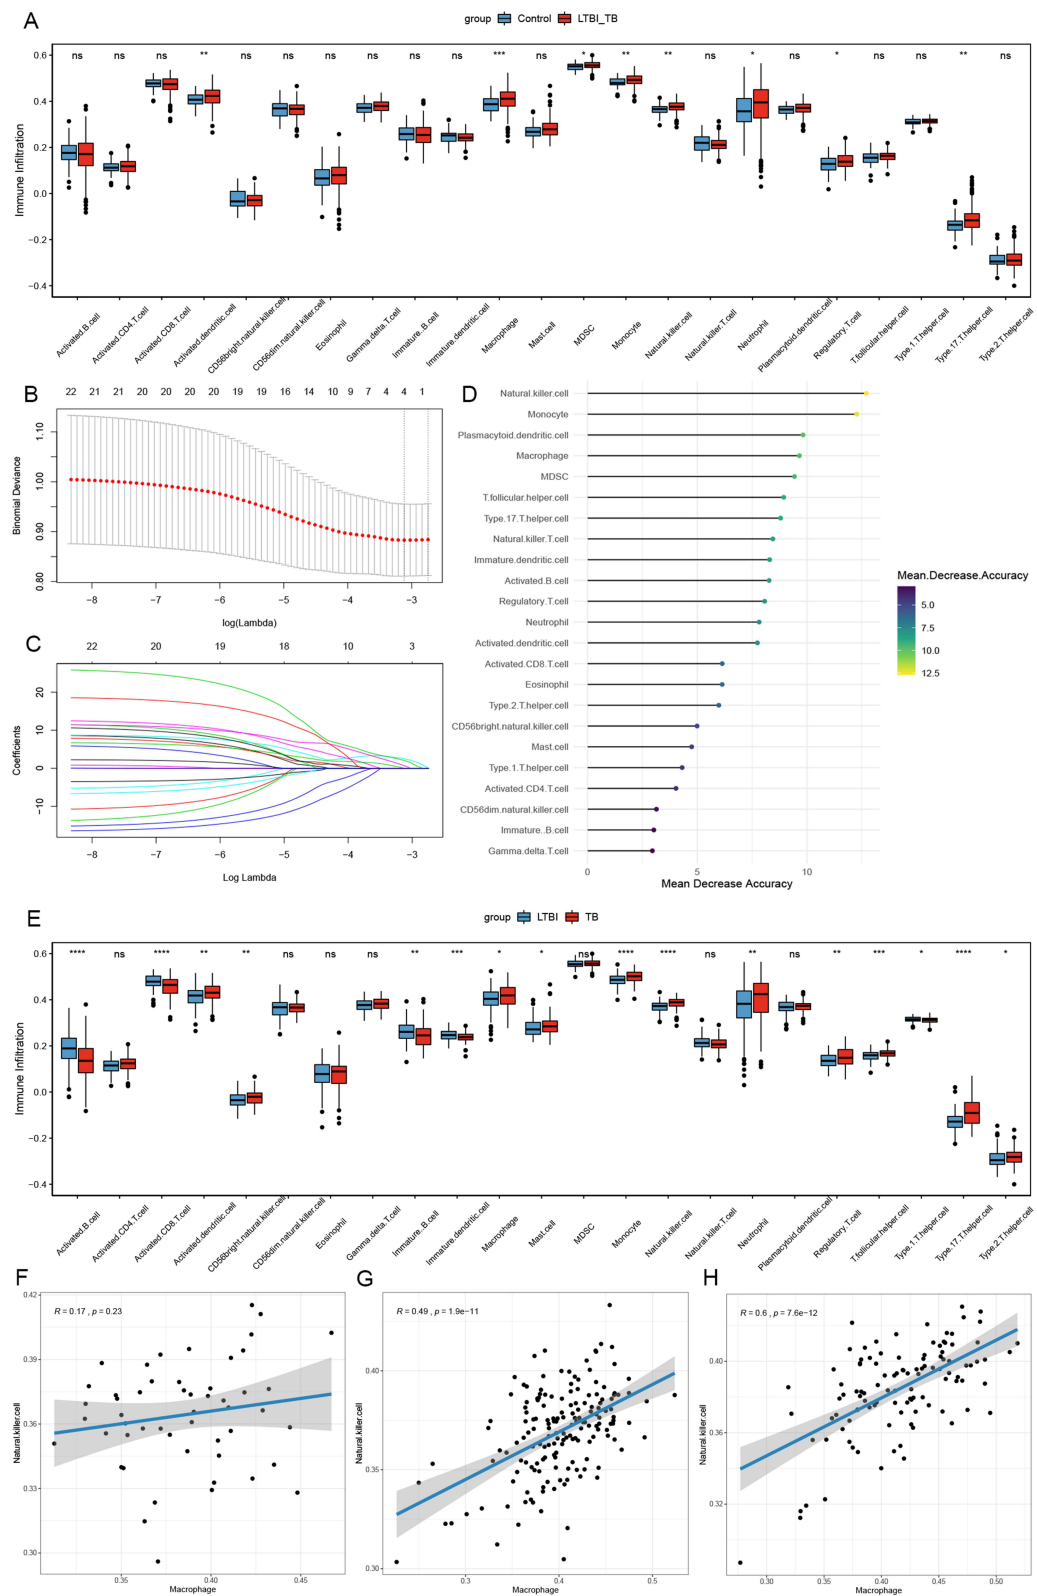 A
group Control LTBI_TB
ns ns ns ** ns ns ns ns ns ns *** ns * ** ** ns * ns * ns ns ** ns
Immune Infiltration
0.6
0.4
0.2
0.0
−0.2
−0.4
Activated.B.cell
Activated.CD4.T.cell
Activated.CD8.T.cell
Activated.dendritic.cell
CD56bright.natural.killer.cell
CD56dim.natural.killer.cell
Eosinophil
Gamma.delta.T.cell
Immature..B.cell
Immature.dendritic.cell
Macrophage
Mast.cell
MDSC
Monocyte
Natural.killer.cell
Natural.killer.T.cell
Neutrophil
Plasmacytoid.dendritic.cell
Regulatory.T.cell
T.follicular.helper.cell
Type.1.T.helper.cell
Type.17.T.helper.cell
Type.2.T.helper.cell
B
22 21 21 20 20 20 20 19 19 16 14 10 9 7 4 4 1
Binomial Deviance
1.10
1.00
0.90
0.80
−8 −7 −6 −5 −4 −3
log(Lambda)
C
22 20 19 18 10 3
Coefficients
20
10
0
−10
−8 −7 −6 −5 −4 −3
Log Lambda
D
Natural.killer.cell
Monocyte
Plasmacytoid.dendritic.cell
Macrophage
MDSC
T.follicular.helper.cell
Type.17.T.helper.cell
Natural.killer.T.cell
Immature.dendritic.cell
Activated.B.cell
Regulatory.T.cell
Neutrophil
Activated.dendritic.cell
Activated.CD8.T.cell
Eosinophil
Type.2.T.helper.cell
CD56bright.natural.killer.cell
Mast.cell
Type.1.T.helper.cell
Activated.CD4.T.cell
CD56dim.natural.killer.cell
Immature..B.cell
Gamma.delta.T.cell
0 5 10
Mean Decrease Accuracy
Mean.Decrease.Accuracy
5.0
7.5
10.0
12.5
E
group LTBI TB
**** ns **** ** ** ns ns ns ** *** * * ns **** **** ns ** ns ** *** * **** *
Immune Infiltration
0.6
0.4
0.2
0.0
−0.2
−0.4
Activated.B.cell
Activated.CD4.T.cell
Activated.CD8.T.cell
Activated.dendritic.cell
CD56bright.natural.killer.cell
CD56dim.natural.killer.cell
Eosinophil
Gamma.delta.T.cell
Immature..B.cell
Immature.dendritic.cell
Macrophage
Mast.cell
MDSC
Monocyte
Natural.killer.cell
Natural.killer.T.cell
Neutrophil
Plasmacytoid.dendritic.cell
Regulatory.T.cell
T.follicular.helper.cell
Type.1.T.helper.cell
Type.17.T.helper.cell
Type.2.T.helper.cell
F
R = 0.17 , p = 0.23
Natural.killer.cell
0.42
0.39
0.36
0.33
0.30
0.35 0.40
Macrophage
G
R = 0.49 , p = 1.9e−11
Natural.killer.cell
0.40
0.35
0.30
0.3 0.4 0.5
Macrophage
H
R = 0.6 , p = 7.6e−12
Natural.killer.cell
0.40
0.36
0.32
0.30 0.35 0.40 0.45 0.50
Macrophage